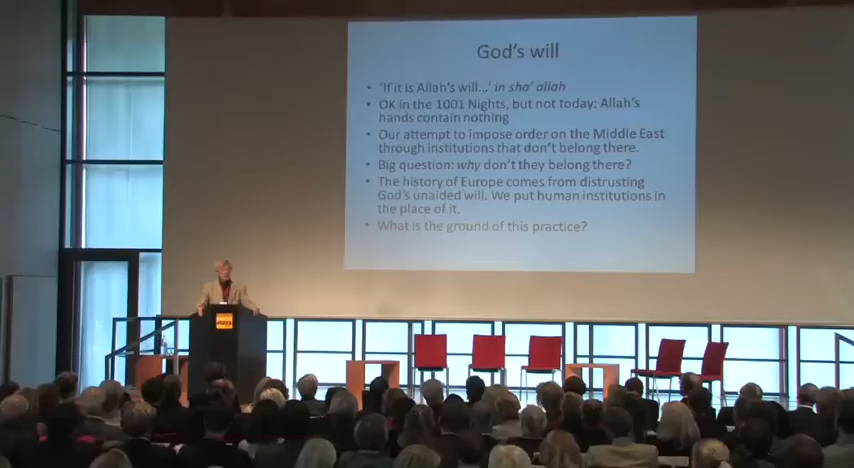 God's will
• 'If it is Allah's will...' in sha' allah
• OK in the 1001 Nights, but not today: Allah's
hands contain nothing
• Our attempt to impose order on the Middle East
through institutions that don't belong there.
• Big question: why don't they belong there?
• The history of Europe comes from distrusting
God's unaided will. We put human institutions in
the place of it.
• What is the ground of this practice?